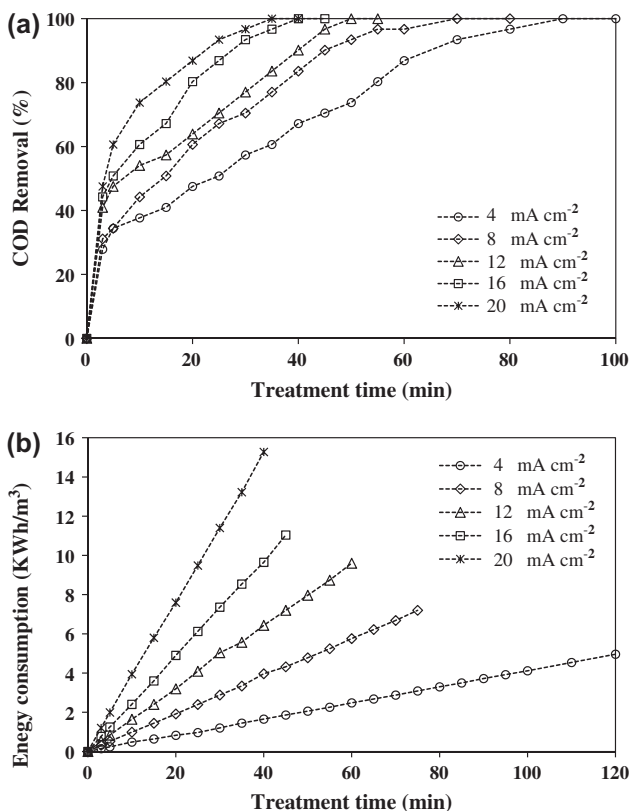 (a)
100
80
60
40
20
0
COD Removal (%)
4 mA cm-2
8 mA cm-2
12 mA cm-2
16 mA cm-2
20 mA cm-2
0 20 40 60 80 100
Treatment time (min)
(b)
16
14
12
10
8
6
4
2
0
Enegy consumption (KWh/m³)
4 mA cm-2
8 mA cm-2
12 mA cm-2
16 mA cm-2
20 mA cm-2
0 20 40 60 80 100 120
Treatment time (min)